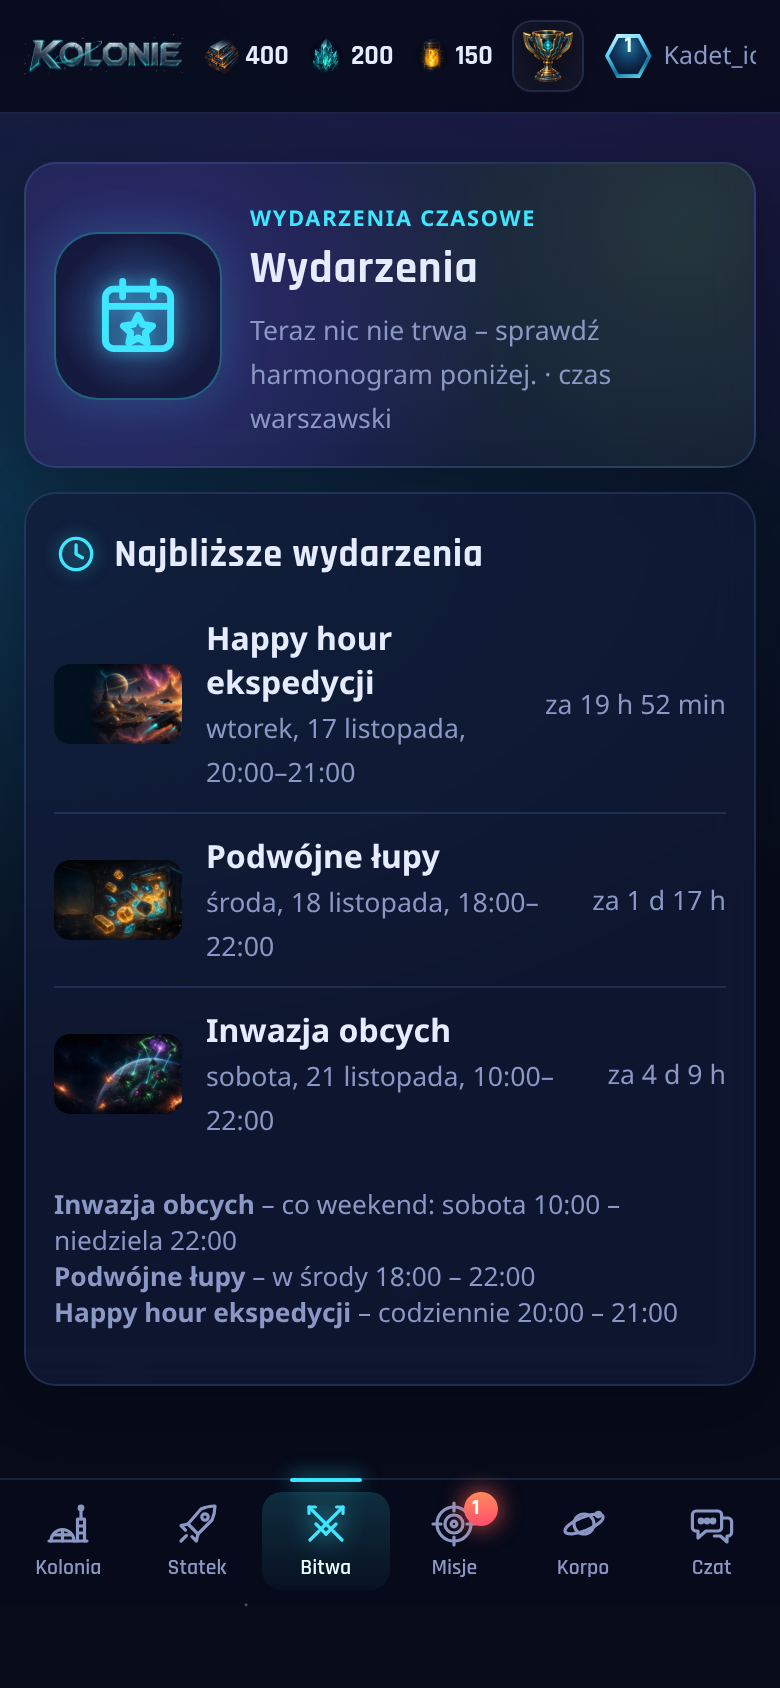 KOLONIE 400 200 150 1 Kadet_ic
WYDARZENIA CZASOWE
Wydarzenia
Teraz nic nie trwa – sprawdź
harmonogram poniżej. · czas
warszawski
Najbliższe wydarzenia
Happy hour
ekspedycji
wtorek, 17 listopada,
20:00–21:00
za 19 h 52 min
Podwójne łupy
środa, 18 listopada, 18:00–
22:00
za 1 d 17 h
Inwazja obcych
sobota, 21 listopada, 10:00–
22:00
za 4 d 9 h
Inwazja obcych – co weekend: sobota 10:00 –
niedziela 22:00
Podwójne łupy – w środy 18:00 – 22:00
Happy hour ekspedycji – codziennie 20:00 – 21:00
1
Kolonia Statek Bitwa Misje Korpo Czat